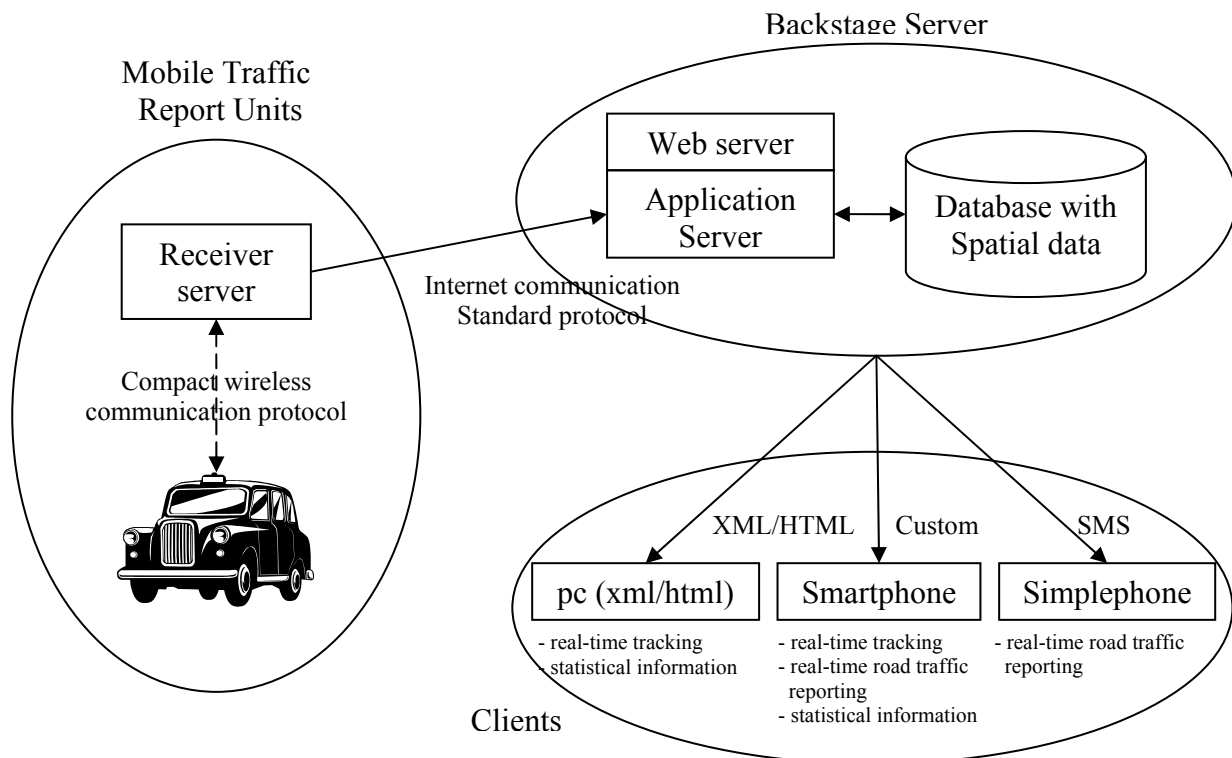 Backstage Server
Mobile Traffic
Report Units
Web server
Application
Server
Database with
Spatial data
Receiver
server
Internet communication
Standard protocol
Compact wireless
communication protocol
XML/HTML
Custom
SMS
pc (xml/html)
Smartphone
Simplephone
- real-time tracking
- statistical information
- real-time tracking
- real-time road traffic
reporting
- statistical information
- real-time road traffic
reporting
Clients